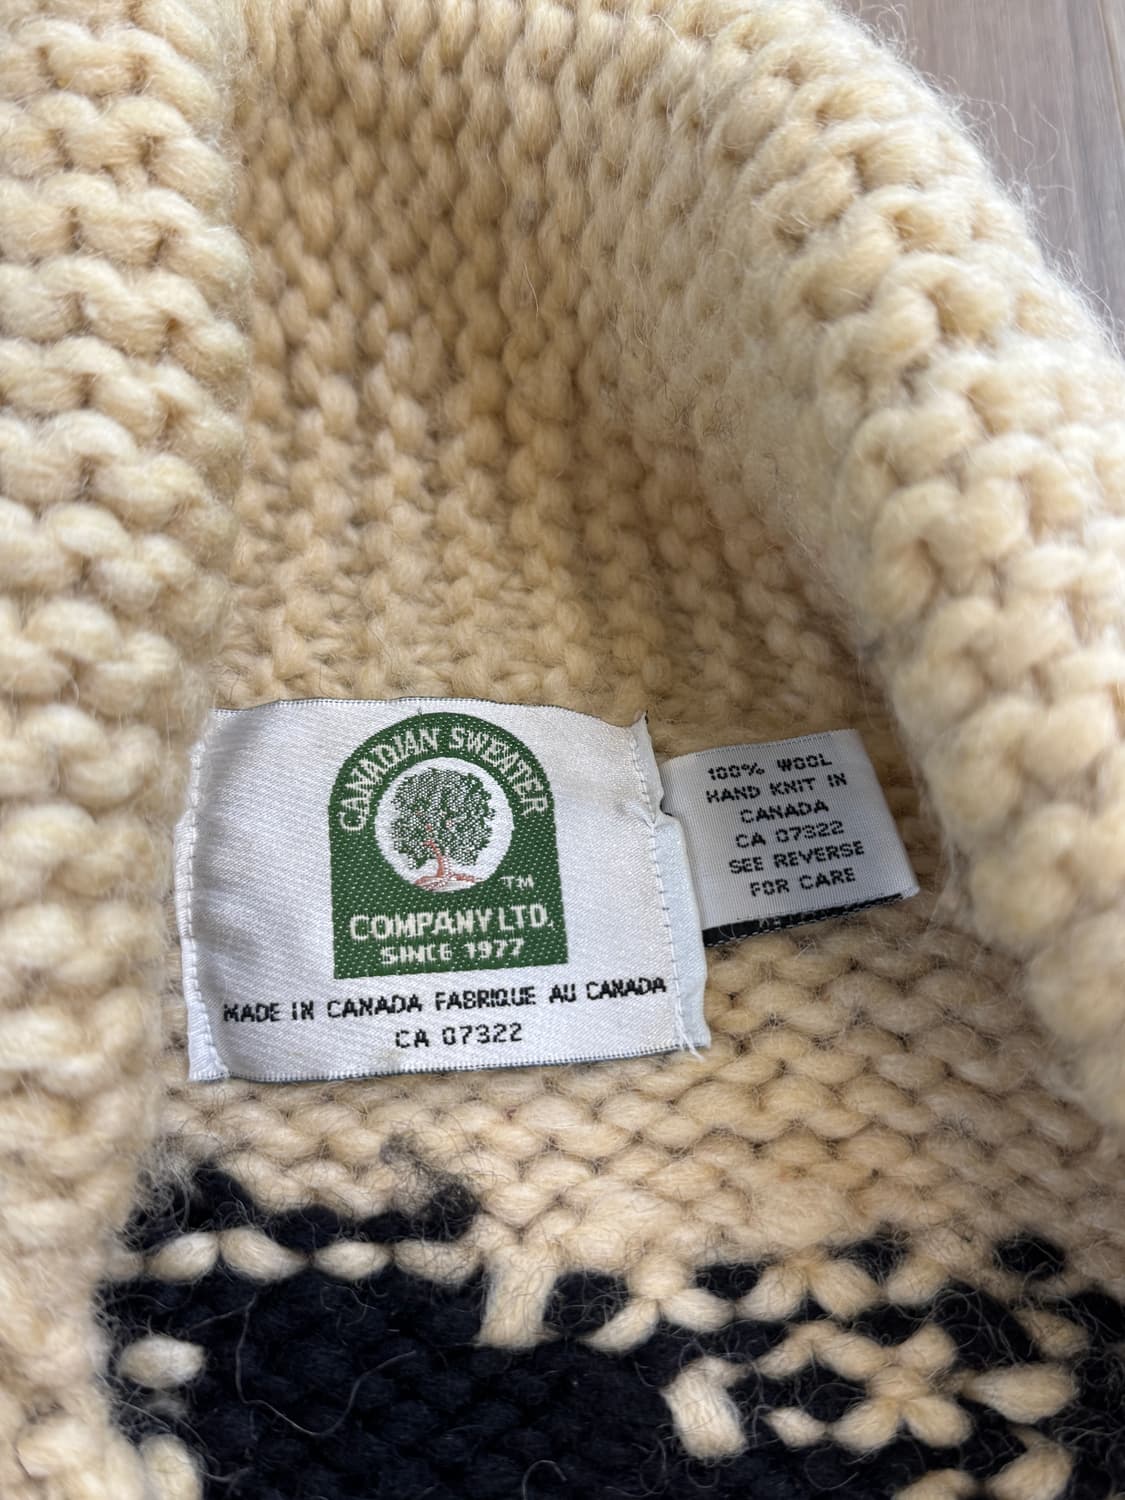 CANADIAN SWEATER
TM
COMPANY LTD.
SINCE 1977
MADE IN CANADA FABRIQUE AU CANADA
CA 07322
100% WOOL
HAND KNIT IN
CANADA
CA 07322
SEE REVERSE
FOR CARE